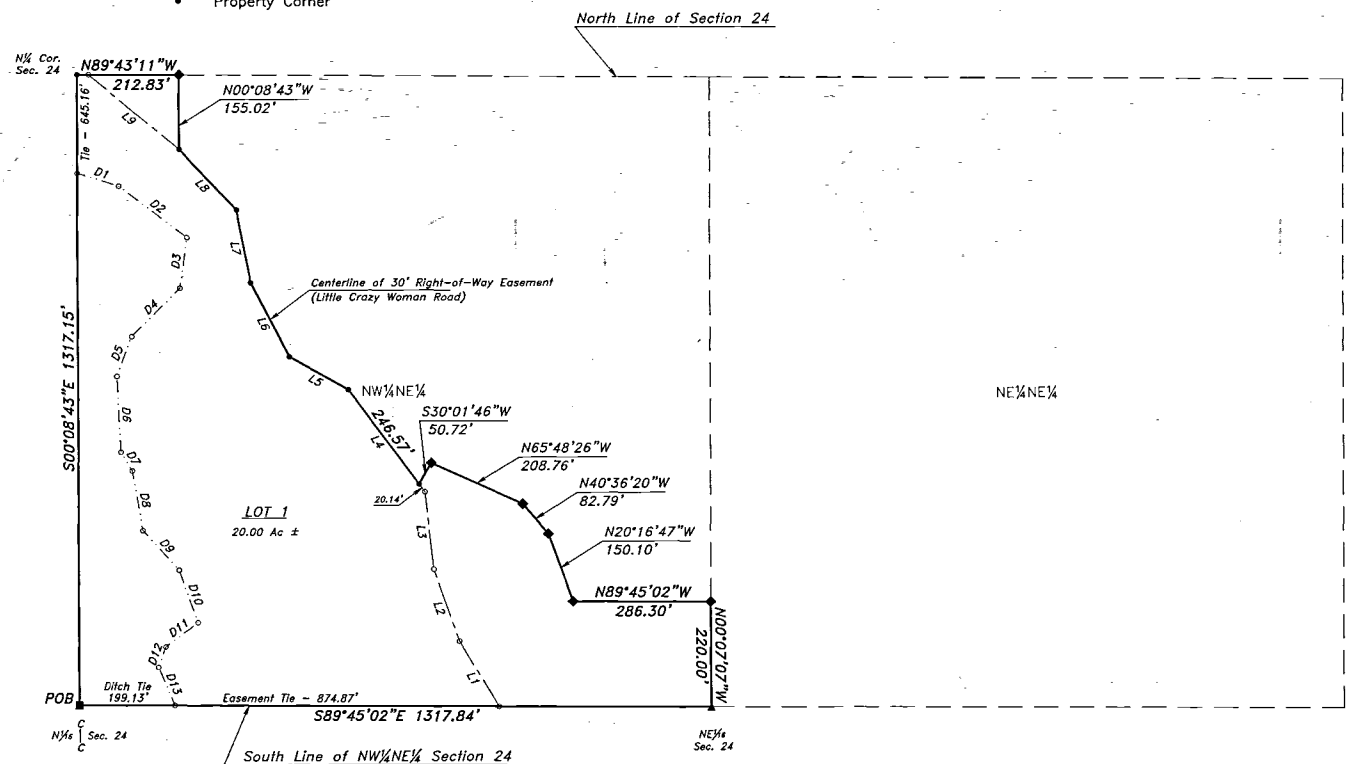 Property Corner
North Line of Section 24
N¼ Cor.
Sec. 24
N89°43'11"W
212.83'
N00°08'43"W
155.02'
Tie - 645.16'
L9
D1
D2
L8
D3
L7
Centerline of 30' Right-of-Way Easement
(Little Crazy Woman Road)
D4
L6
S00°08'43"E 1317.15'
D5
L5
NW¼NE¼
NE¼NE¼
D6
246.57'
L4
S30°01'46"W
50.72'
N65°48'26"W
208.76'
D7
N40°36'20"W
82.79'
20.14'
LOT 1
20.00 Ac ±
D8
L3
N20°16'47"W
150.10'
D9
D10
N89°45'02"W
286.30'
L2
D11
N00°07'07"W
220.00'
D12
D13
L1
POB
Ditch Tie
199.13'
Easement Tie - 874.87'
S89°45'02"E 1317.84'
C
N1/16 Sec. 24
C
NE1/16
Sec. 24
South Line of NW¼NE¼ Section 24